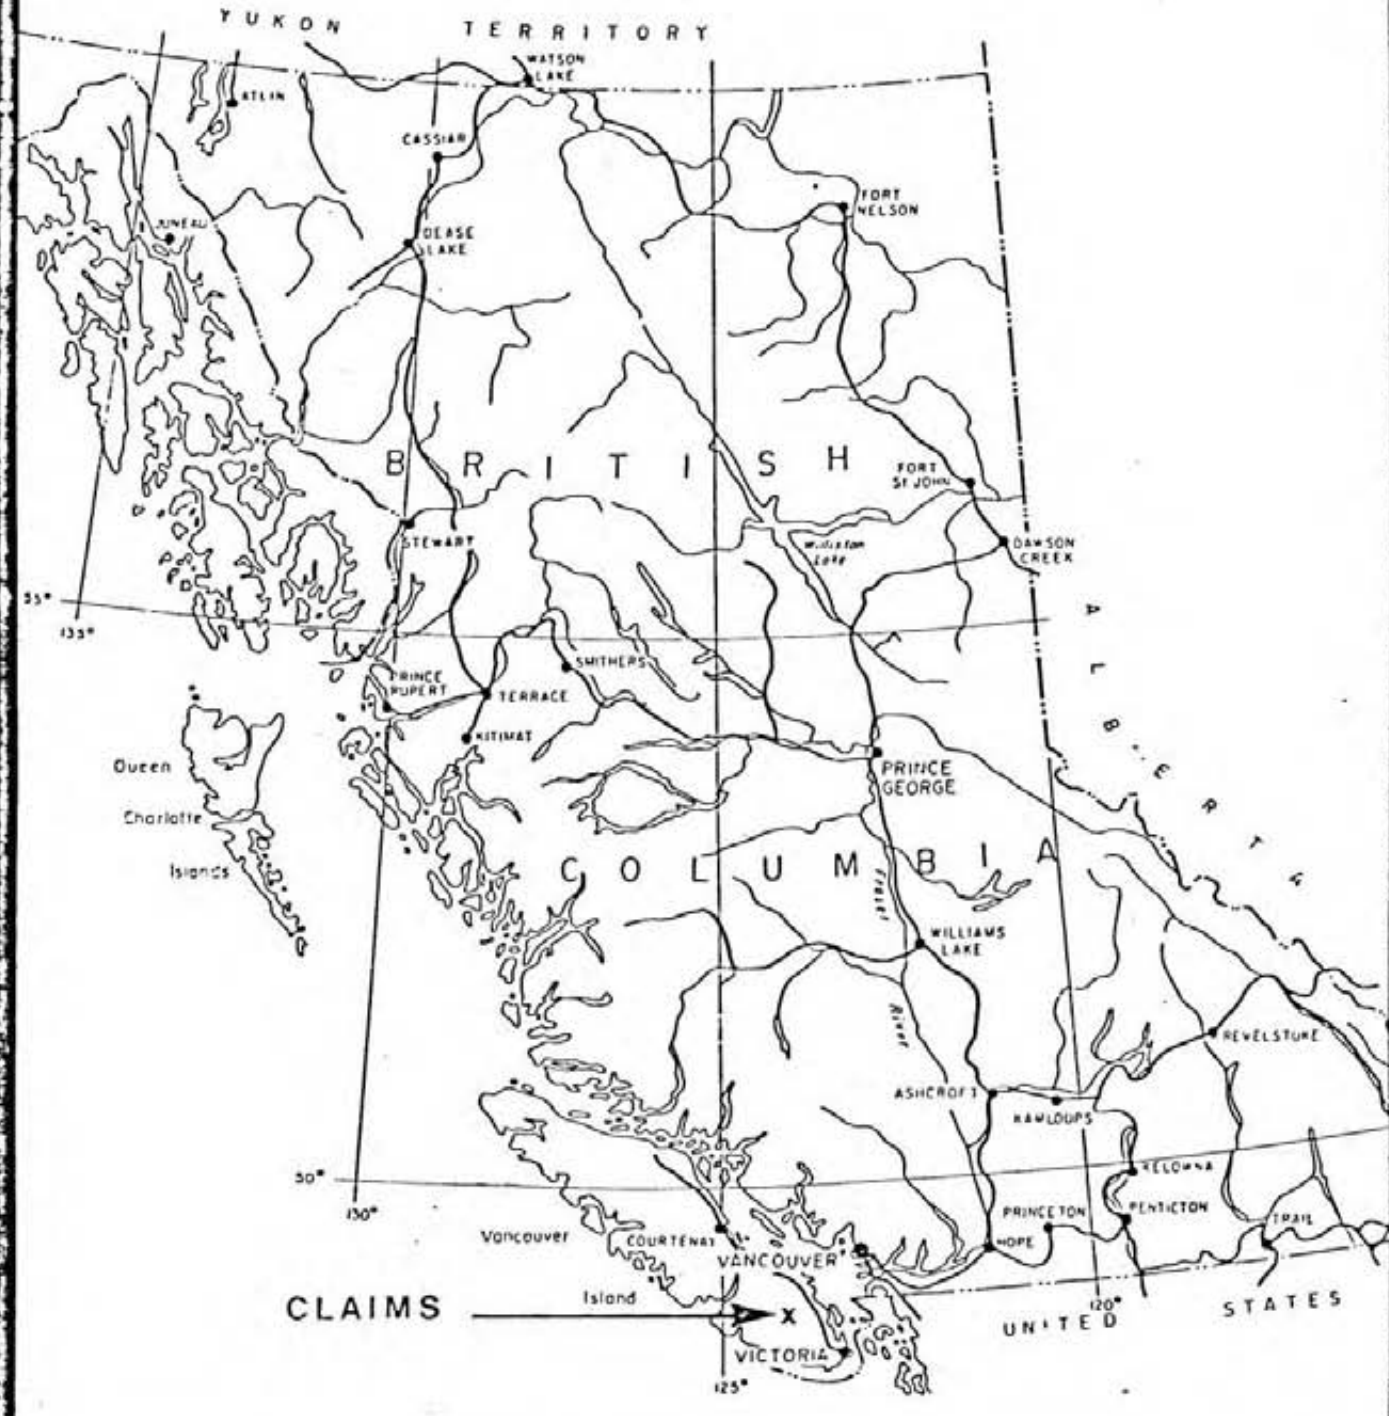 YUKON TERRITORY
WATSON
LAKE
ATLIN
CASSIAR
FORT
NELSON
JUNEAU
DEASE
LAKE
BRITISH
FORT
St JOHN
STEWART
Williston
Lake
DAWSON
CREEK
55°
135°
ALBERTA
SMITHERS
PRINCE
RUPERT
TERRACE
KITIMAT
Queen
Charlotte
Islands
PRINCE
GEORGE
COLUMBIA
Fraser
River
WILLIAMS
LAKE
REVELSTOKE
ASHCROFT
KAMLOOPS
50°
130°
KELOWNA
PRINCETON
PENTICTON
TRAIL
Vancouver
Island
COURTENAY
VANCOUVER
HOPE
CLAIMS
X
120°
UNITED STATES
VICTORIA
125°